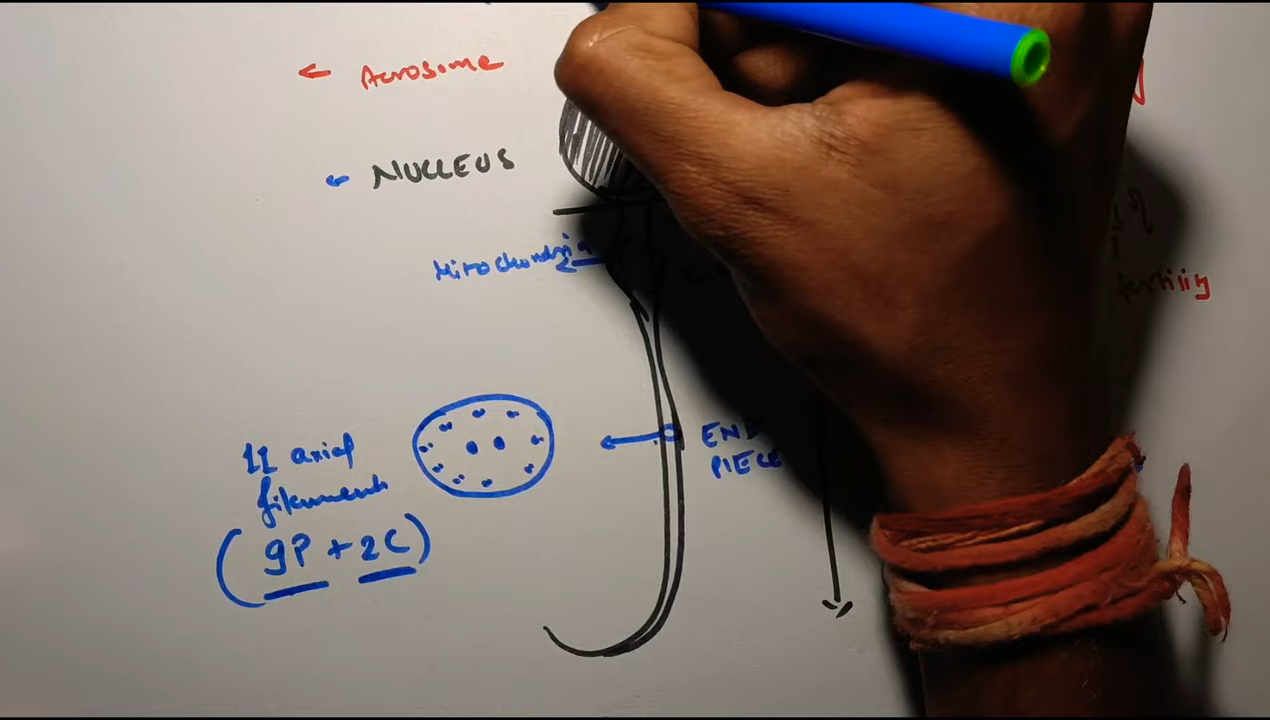 Acrosome
NUCLEUS
Mitochondria
END
PIECE
11 axial
filaments
(9P + 2C)